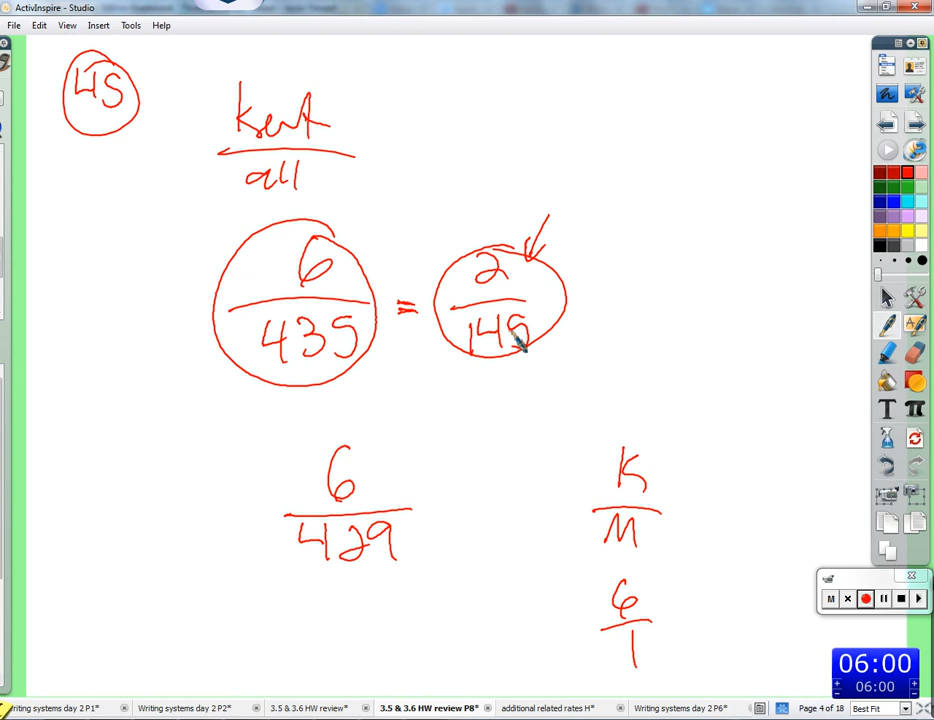 ActivInspire - Studio
File Edit View Insert Tools Help
45
Kent
all
6
435
=
2
145
6
429
K
M
6
1
M
06:00
06:00
riting systems day 2 P1* Writing systems day 2 P2* 3.5 & 3.6 HW review* 3.5 & 3.6 HW review P8* additional related rates H* Writing systems day 2 P6* Page 4 of 18 Best Fit